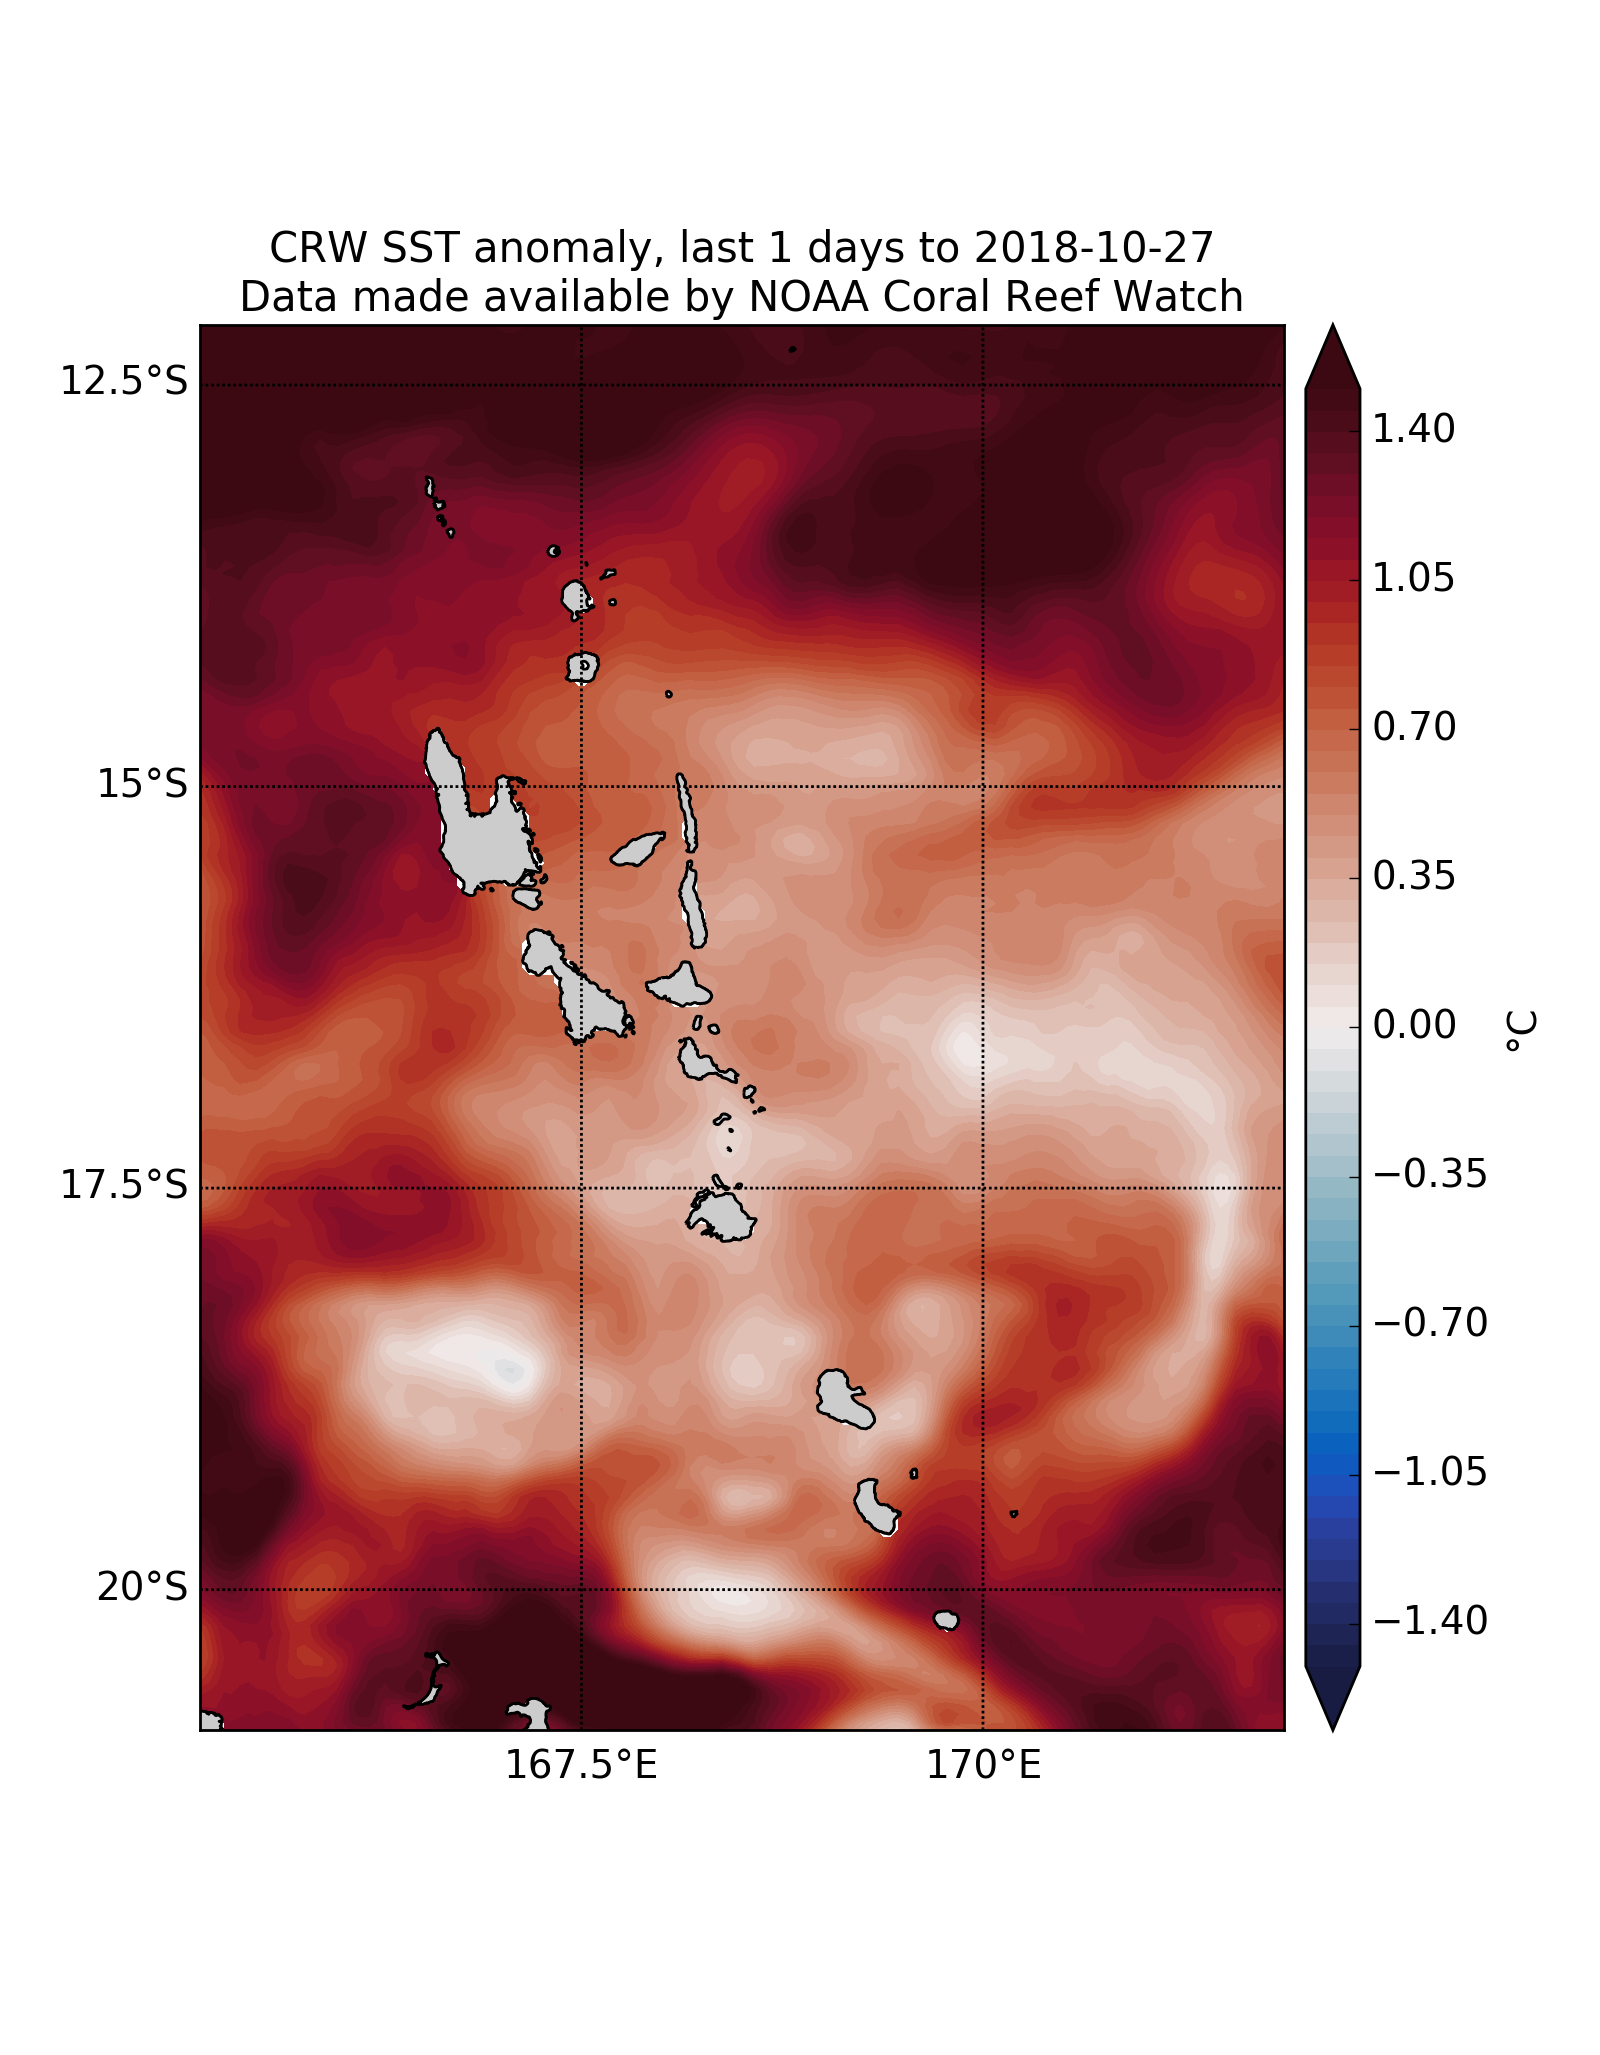 CRW SST anomaly, last 1 days to 2018-10-27
Data made available by NOAA Coral Reef Watch
12.5°S
15°S
17.5°S
20°S
167.5°E
170°E
1.40
1.05
0.70
0.35
0.00
−0.35
−0.70
−1.05
−1.40
°C